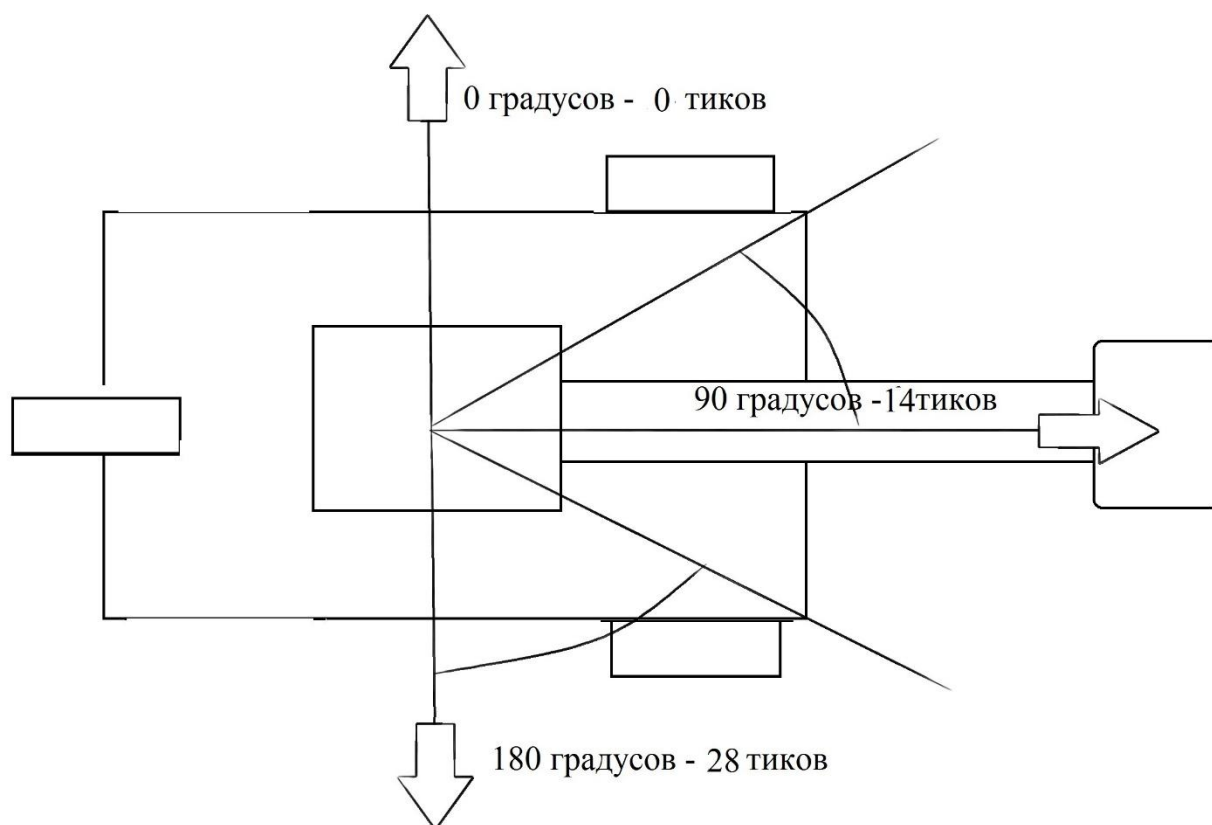 0 градусов - 0 тиков
90 градусов -14тиков
180 градусов - 28 тиков